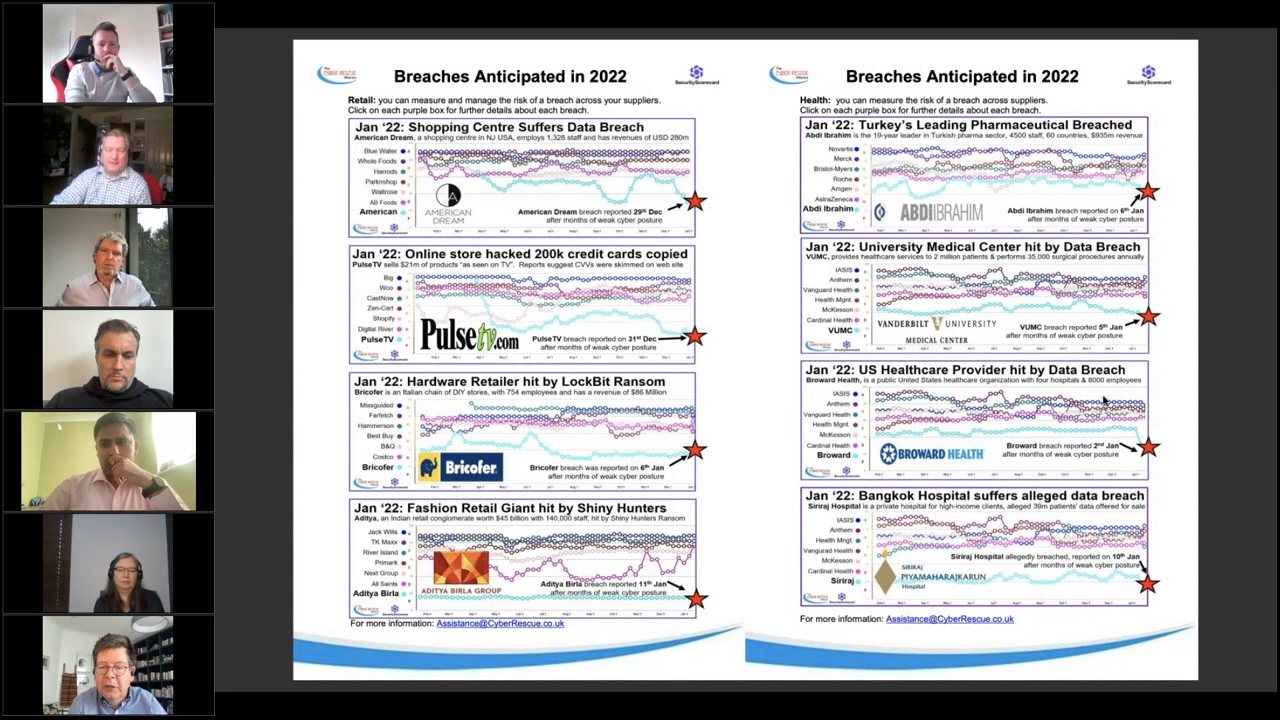 The
CYBER RESCUE
Alliance
Breaches Anticipated in 2022
SecurityScorecard
Retail: you can measure and manage the risk of a breach across your suppliers.
Click on each purple box for further details about each breach.
Jan ‘22: Shopping Centre Suffers Data Breach
American Dream, a shopping centre in NJ USA, employs 1,328 staff and has revenues of USD 280m
Blue Water
Whole Foods
Harrods
Parknshop
Waitrose
AB Foods
American
AMERICAN
DREAM
American Dream breach reported 29th Dec
after months of weak cyber posture
Jan ‘22: Online store hacked 200k credit cards copied
PulseTV sells $21m of products “as seen on TV”. Reports suggest CVVs were skimmed on web site
Big
Woo
CastNow
Zen-Cart
Shopify
Digital River
PulseTV
Pulsetv.com
PulseTV breach reported on 31st Dec
after months of weak cyber posture
Jan ‘22: Hardware Retailer hit by LockBit Ransom
Bricofer is an Italian chain of DIY stores, with 754 employees and has a revenue of $86 Million
Missguided
Farfetch
Hammerson
Best Buy
B&Q
Costco
Bricofer
Bricofer
Bricofer breach was reported on 6th Jan
after months of weak cyber posture
Jan ‘22: Fashion Retail Giant hit by Shiny Hunters
Aditya, an Indian retail conglomerate worth $45 billion with 140,000 staff, hit by Shiny Hunters Ransom
Jack Wills
TK Maxx
River Island
Primark
Next Group
All Saints
Aditya Birla
ADITYA BIRLA GROUP
Aditya Birla breach reported 11th Jan
after months of weak cyber posture
For more information: Assistance@CyberRescue.co.uk
The
CYBER RESCUE
Alliance
Breaches Anticipated in 2022
SecurityScorecard
Health: you can measure the risk of a breach across suppliers.
Click on each purple box for further details about each breach.
Jan ‘22: Turkey's Leading Pharmaceutical Breached
Abdi Ibrahim is the 19-year leader in Turkish pharma sector, 4500 staff, 60 countries, $935m revenue
Novartis
Merck
Bristol-Myers
Roche
Amgen
AstraZeneca
Abdi Ibrahim
ABDIIBRAHIM
Abdi Ibrahim breach reported on 6th Jan
after months of weak cyber posture
Jan ‘22: University Medical Center hit by Data Breach
VUMC, provides healthcare services to 2 million patients & performs 35,000 surgical procedures annually
IASIS
Anthem
Vanguard Health
Health Mgnt.
McKesson
Cardinal Health
VUMC
VANDERBILT UNIVERSITY
MEDICAL CENTER
VUMC breach reported 5th Jan
after months of weak cyber posture
Jan ‘22: US Healthcare Provider hit by Data Breach
Broward Health, is a public United States healthcare organization with four hospitals & 8000 employees
IASIS
Anthem
Vanguard Health
Health Mgnt.
McKesson
Cardinal Health
Broward
BROWARD HEALTH
Broward breach reported 2nd Jan
after months of weak cyber posture
Jan ‘22: Bangkok Hospital suffers alleged data breach
Siriraj Hospital is a private hospital for high-income clients, alleged 39m patients' data offered for sale
IASIS
Anthem
Health Mngt.
Vangurad Health
McKesson
Cardinal Health
Siriraj
SIRIRAJ
PIYAMAHARAJKARUN
Hospital
Siriraj Hospital allegedly breached, reported on 10th Jan
after months of weak cyber posture
For more information: Assistance@CyberRescue.co.uk